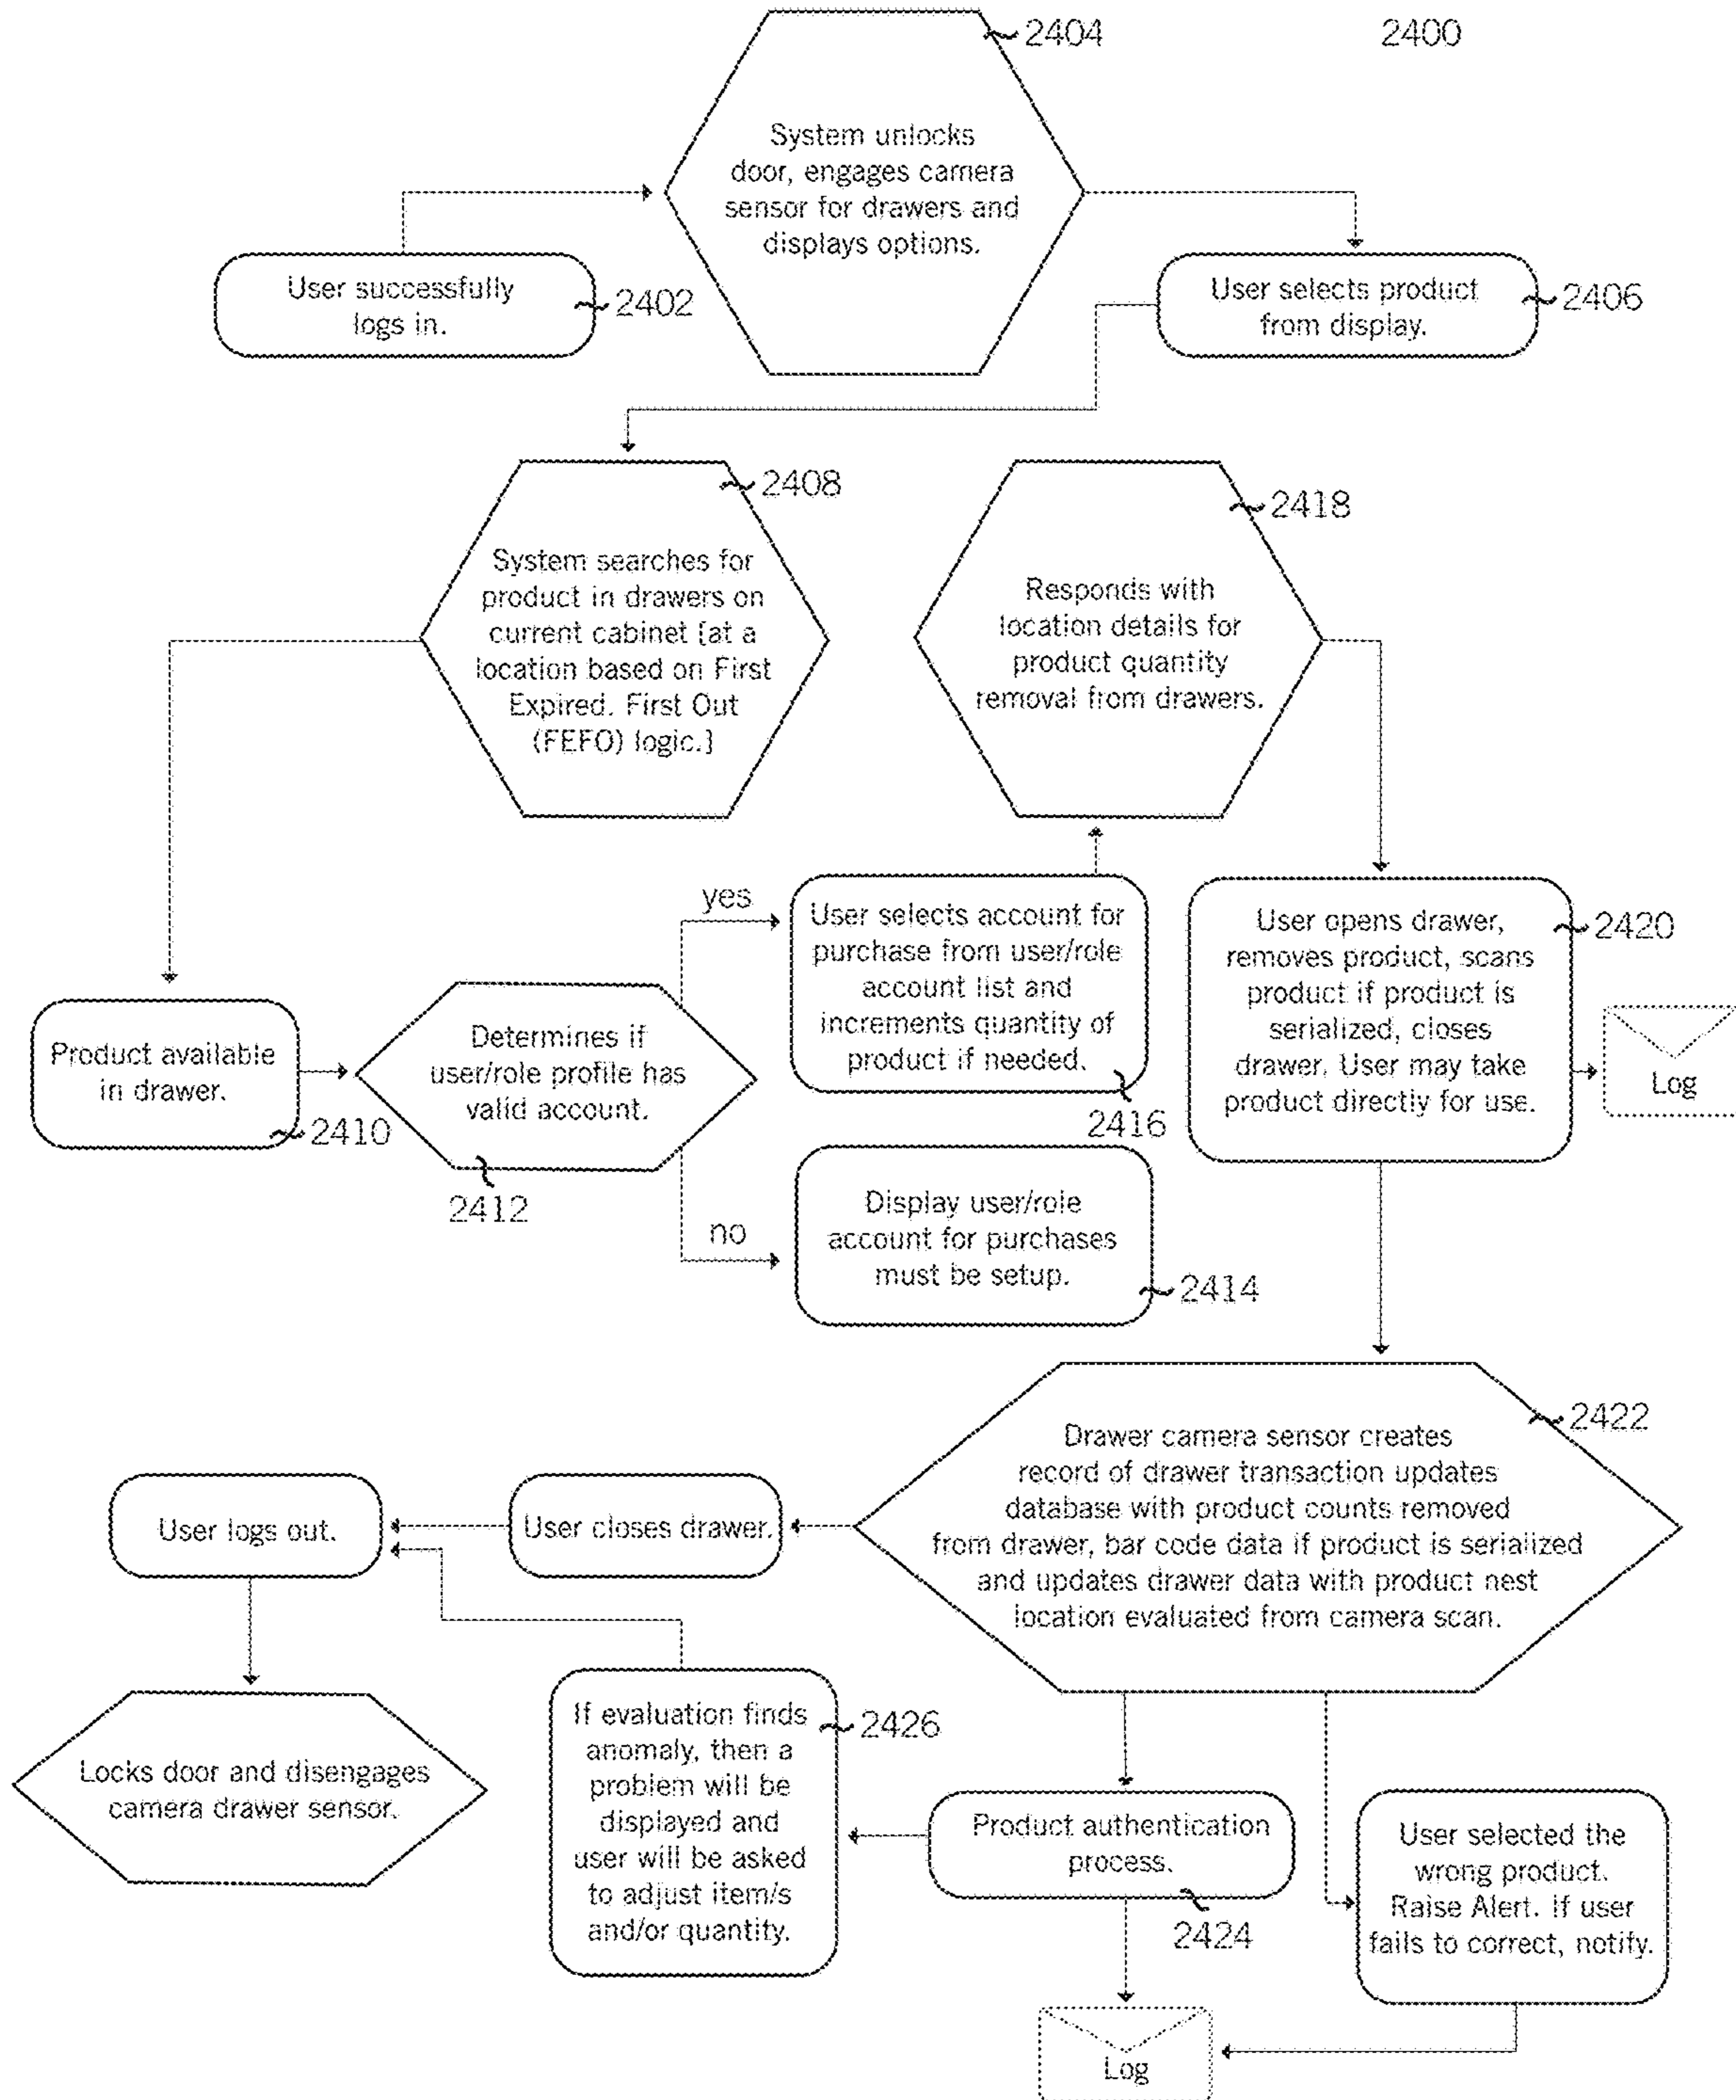 2404
2400
System unlocks
door, engages camera
sensor for drawers and
displays options.
User successfully
logs in.
2402
User selects product
from display.
2406
2408
System searches for
product in drawers on
current cabinet [at a
location based on First
Expired. First Out
(FEFO) logic.]
2418
Responds with
location details for
product quantity
removal from drawers.
Product available
in drawer.
2410
Determines if
user/role profile has
valid account.
2412
yes
User selects account for
purchase from user/role
account list and
increments quantity of
product if needed.
2416
no
Display user/role
account for purchases
must be setup.
2414
User opens drawer,
removes product, scans
product if product is
serialized, closes
drawer. User may take
product directly for use.
2420
Log
Drawer camera sensor creates
record of drawer transaction updates
database with product counts removed
from drawer, bar code data if product is serialized
and updates drawer data with product nest
location evaluated from camera scan.
2422
User closes drawer.
User logs out.
Locks door and disengages
camera drawer sensor.
If evaluation finds
anomaly, then a
problem will be
displayed and
user will be asked
to adjust item/s
and/or quantity.
2426
Product authentication
process.
2424
User selected the
wrong product.
Raise Alert. If user
fails to correct, notify.
Log